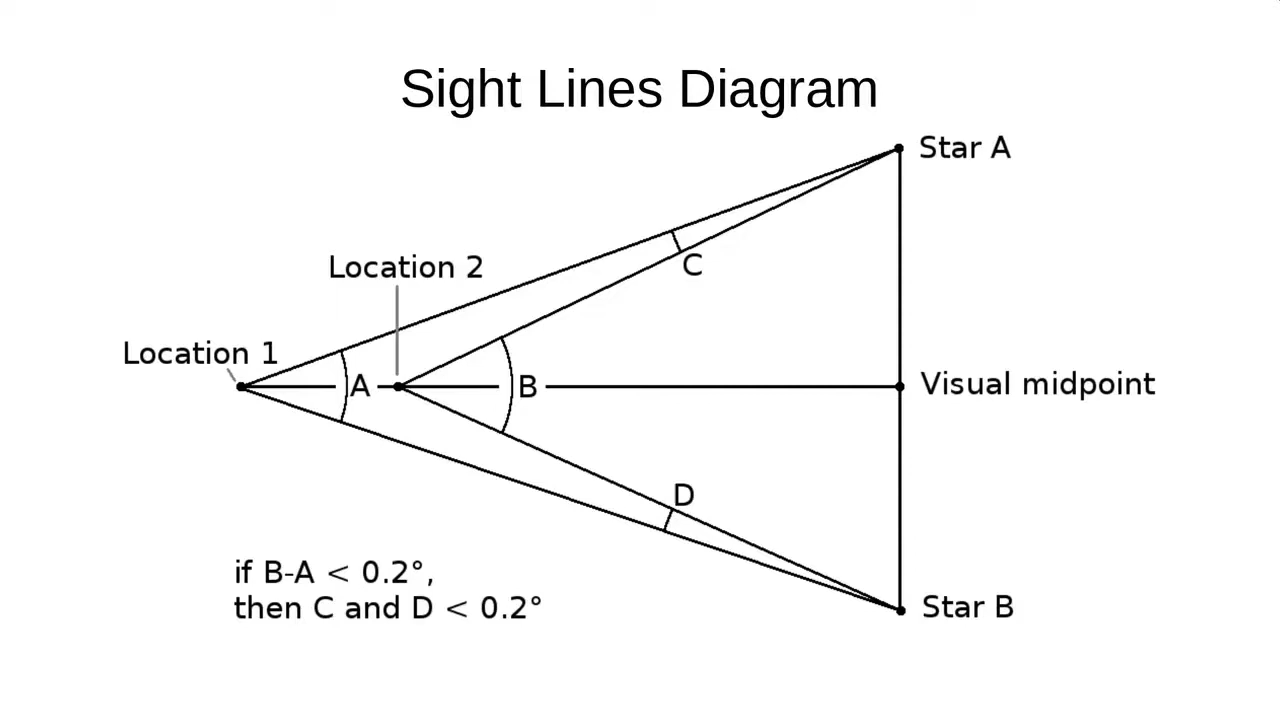 Sight Lines Diagram
Star A
Location 2
C
Location 1
A
B
Visual midpoint
D
if B-A < 0.2°,
then C and D < 0.2°
Star B